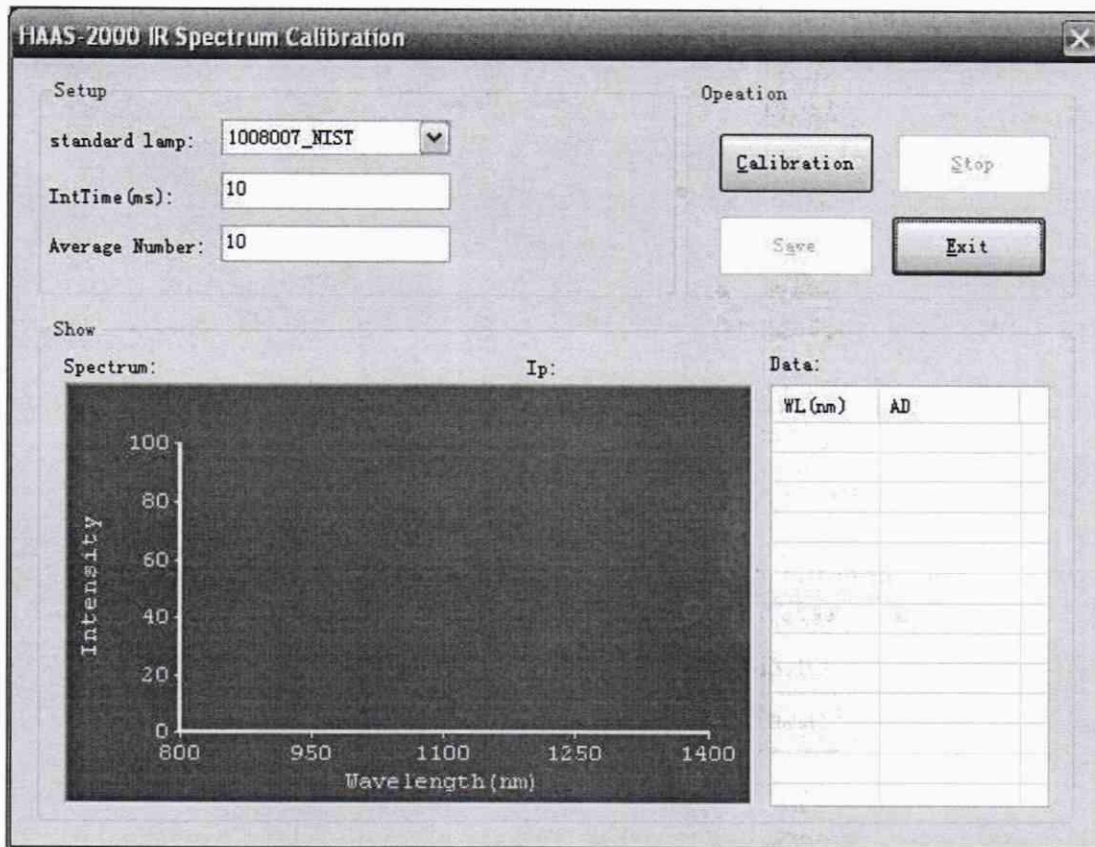 HAAS-2000 IR Spectrum Calibration
Setup
standard lamp: 1008007_NIST
IntTime(ms): 10
Average Number: 10
Opeation
Calibration Stop
Save Exit
Show
Spectrum: Ip:
100
80
60
40
20
0
Intensity
800 950 1100 1250 1400
Wavelength(nm)
Data:
WL(nm) AD